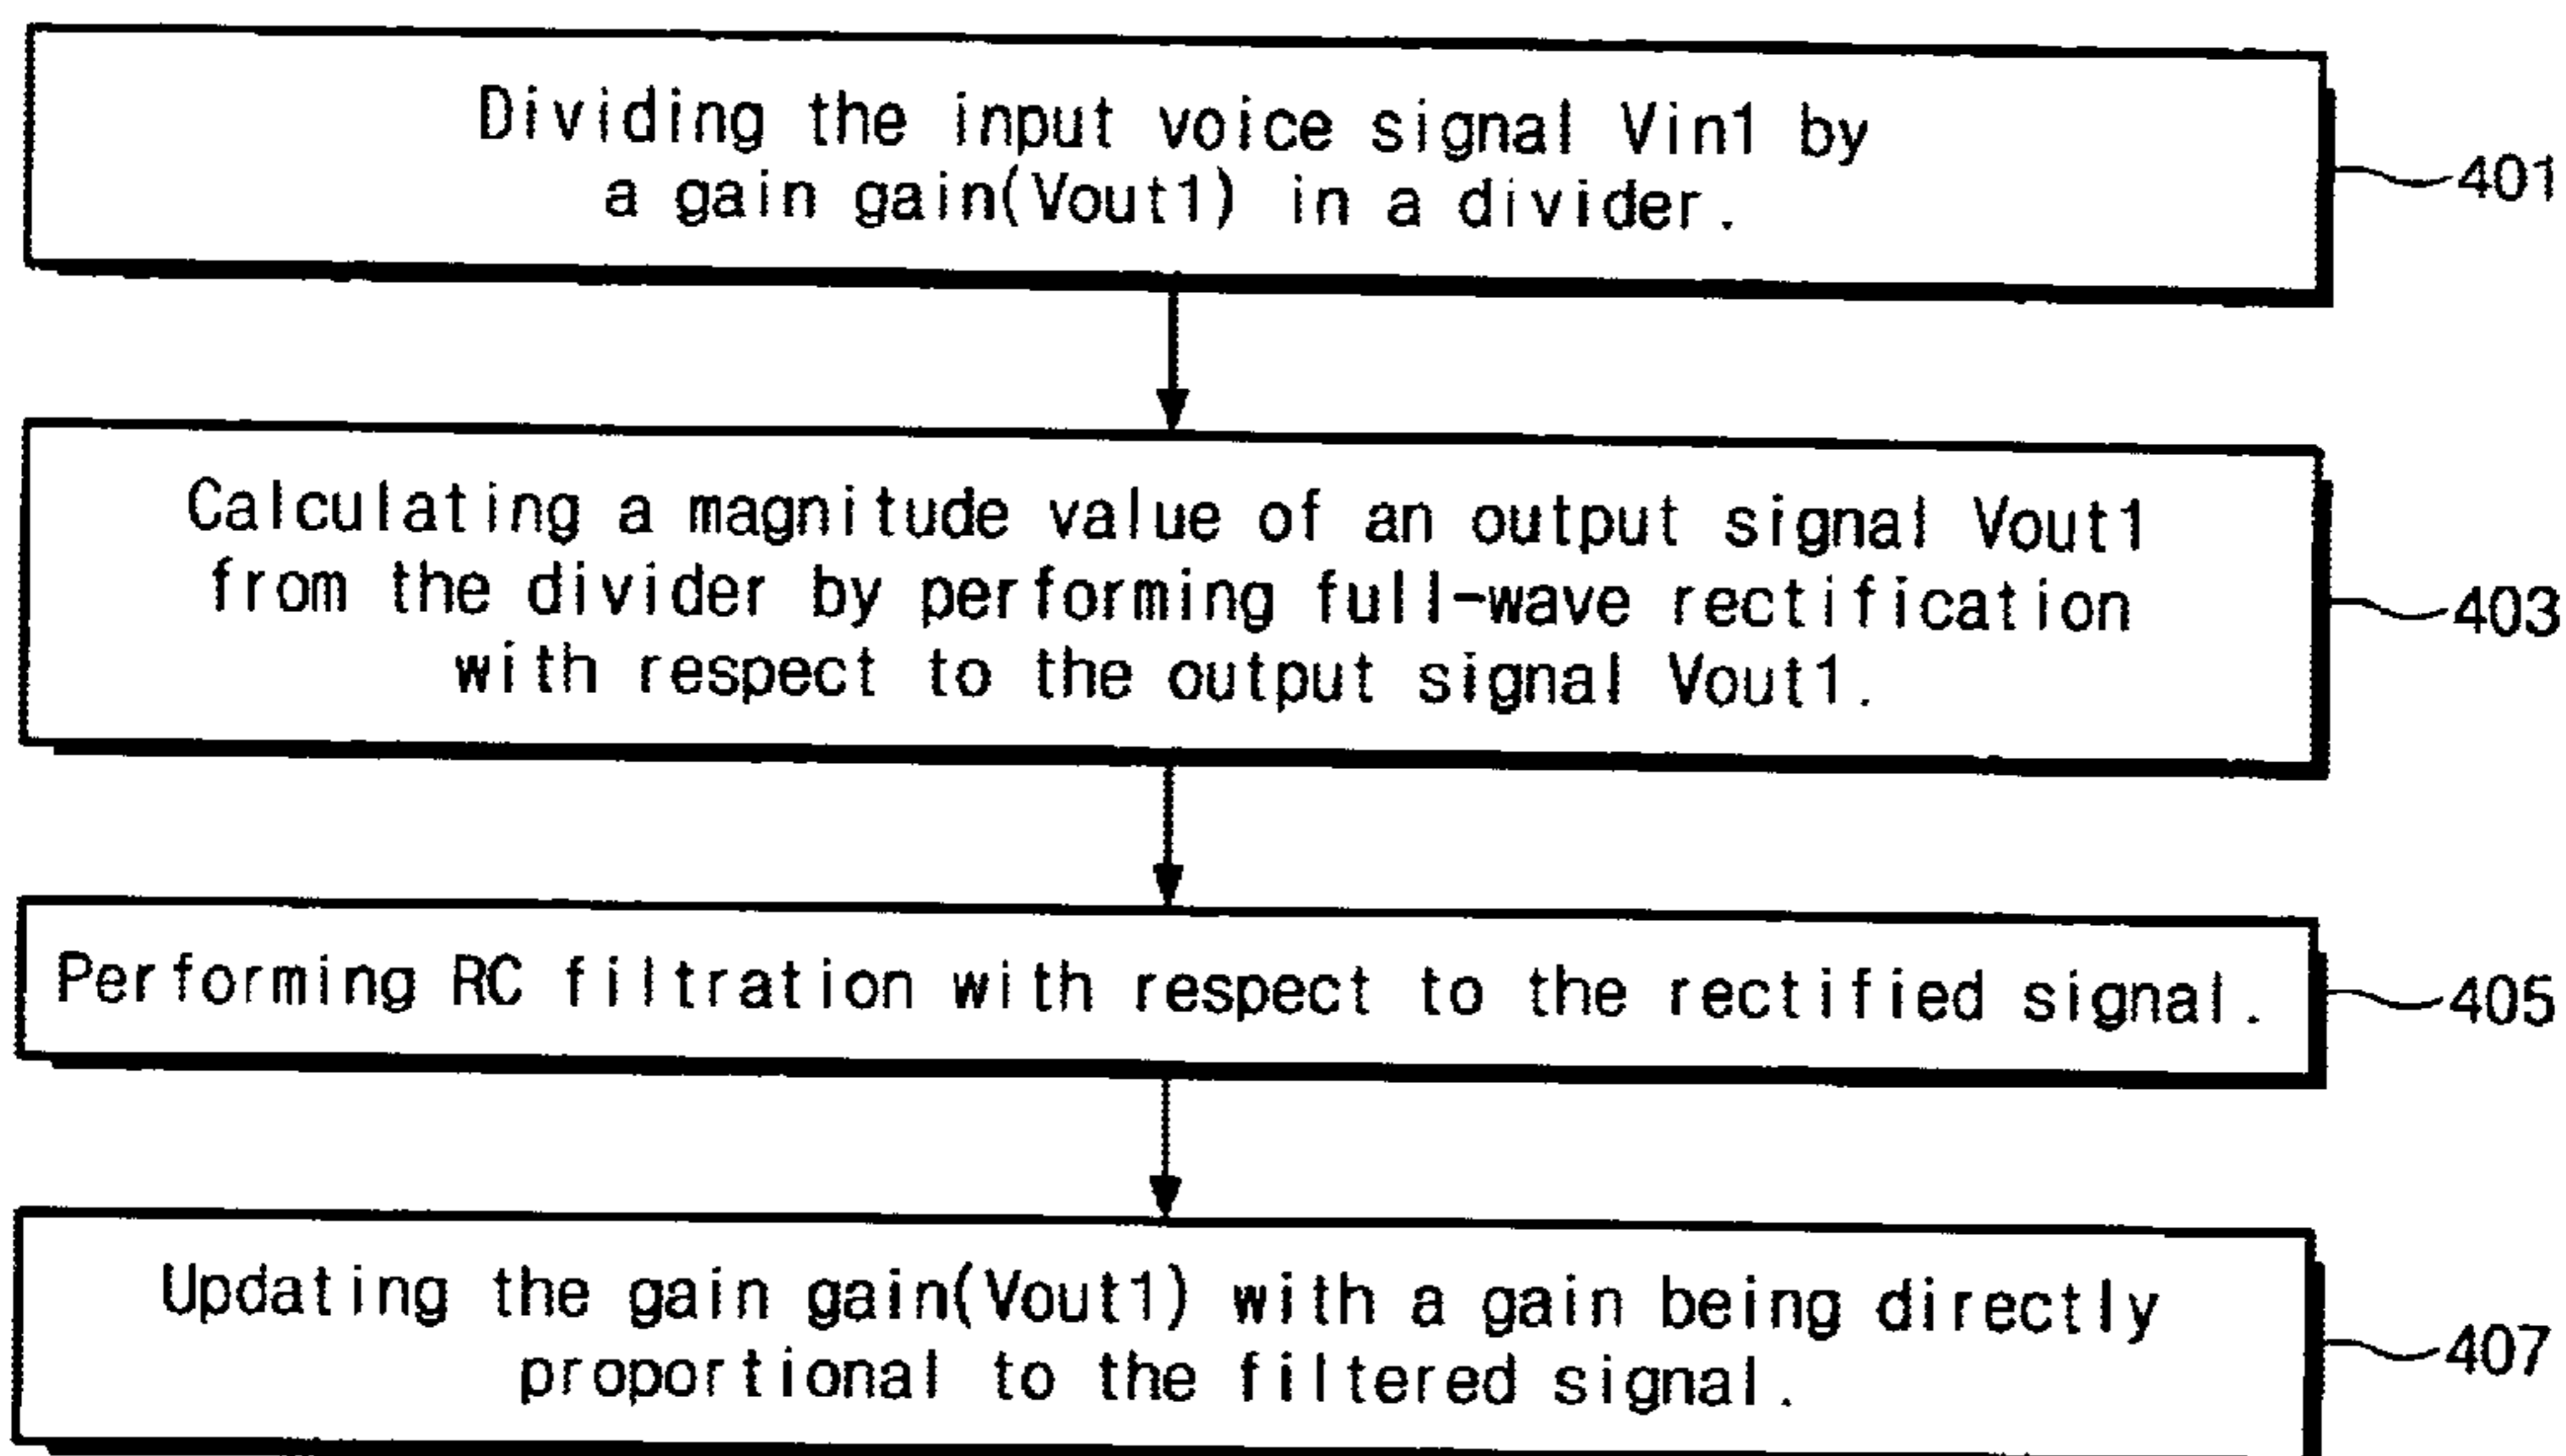 Dividing the input voice signal Vin1 by
a gain gain(Vout1) in a divider.
401
Calculating a magnitude value of an output signal Vout1
from the divider by performing full-wave rectification
with respect to the output signal Vout1.
403
Performing RC filtration with respect to the rectified signal.
405
Updating the gain gain(Vout1) with a gain being directly
proportional to the filtered signal.
407